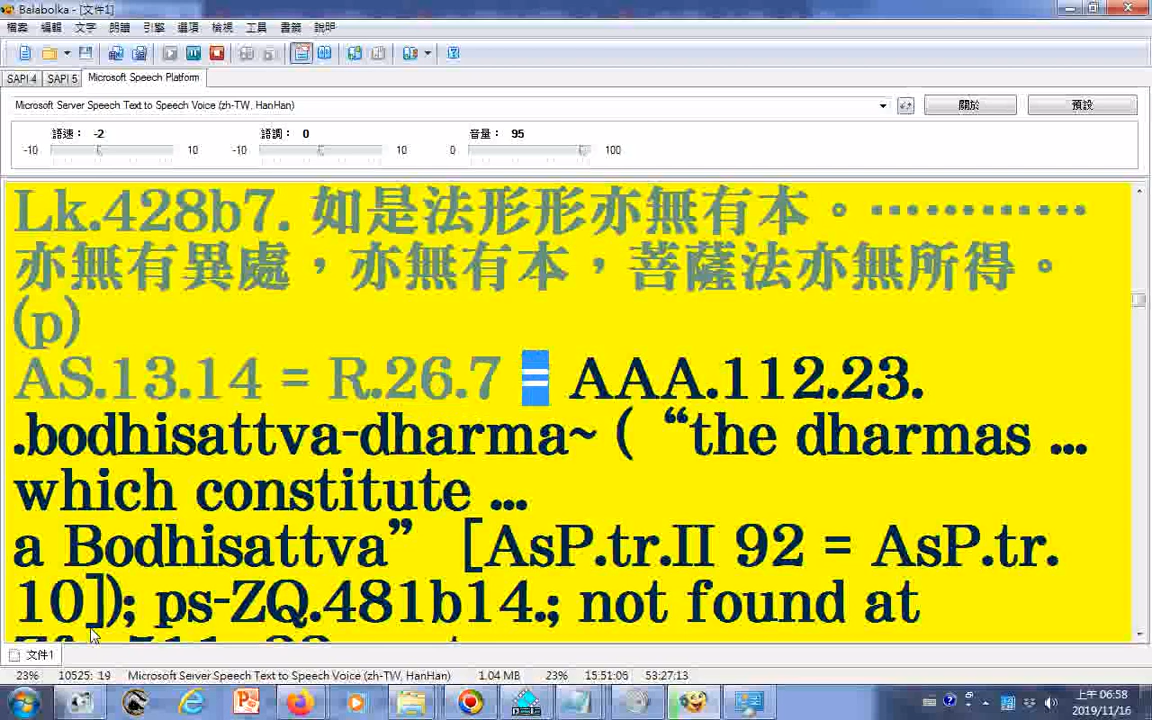 Balabolka - [文件1]
檔案 編輯 文字 朗讀 引擎 選項 檢視 工具 書籤 說明
SAPI 4 SAPI 5 Microsoft Speech Platform
Microsoft Server Speech Text to Speech Voice (zh-TW, HanHan) 關於 預設
語速： -2 語調： 0 音量： 95
-10 10 -10 10 0 100
Lk.428b7. 如是法形形亦無有本。…………
亦無有異處，亦無有本，菩薩法亦無所得。
(p)
AS.13.14 = R.26.7 = AAA.112.23.
.bodhisattva-dharma~ (“the dharmas ...
which constitute ...
a Bodhisattva” [AsP.tr.II 92 = AsP.tr.
10]); ps-ZQ.481b14.; not found at
文件1
23% 10525: 19 Microsoft Server Speech Text to Speech Voice (zh-TW, HanHan) 1.04 MB 23% 15:51:06 53:27:13
上午 06:58
2019/11/16